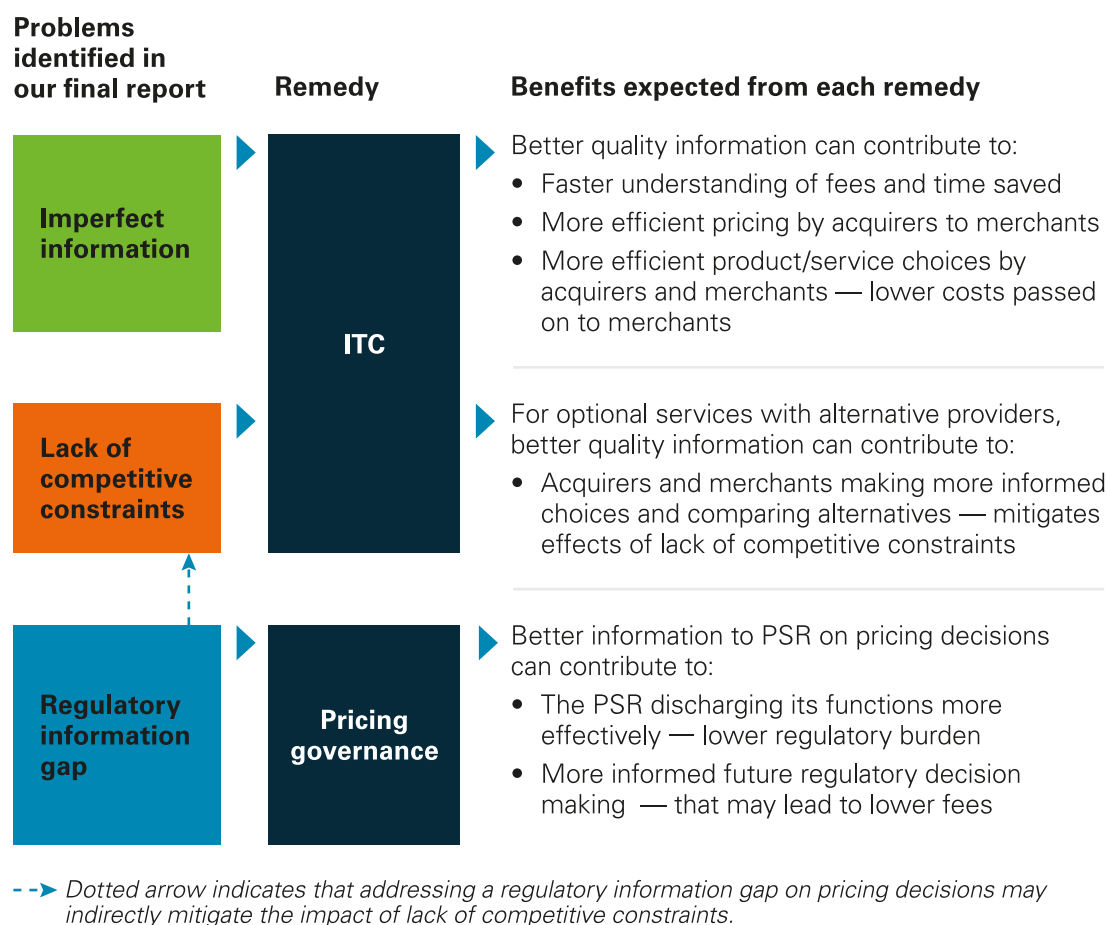 Problems
identified in
our final report
Remedy
Benefits expected from each remedy
Imperfect
information
ITC
Better quality information can contribute to:
• Faster understanding of fees and time saved
• More efficient pricing by acquirers to merchants
• More efficient product/service choices by
acquirers and merchants — lower costs passed
on to merchants
Lack of
competitive
constraints
For optional services with alternative providers,
better quality information can contribute to:
• Acquirers and merchants making more informed
choices and comparing alternatives — mitigates
effects of lack of competitive constraints
Regulatory
information
gap
Pricing
governance
Better information to PSR on pricing decisions
can contribute to:
• The PSR discharging its functions more
effectively — lower regulatory burden
• More informed future regulatory decision
making — that may lead to lower fees
Dotted arrow indicates that addressing a regulatory information gap on pricing decisions may
indirectly mitigate the impact of lack of competitive constraints.